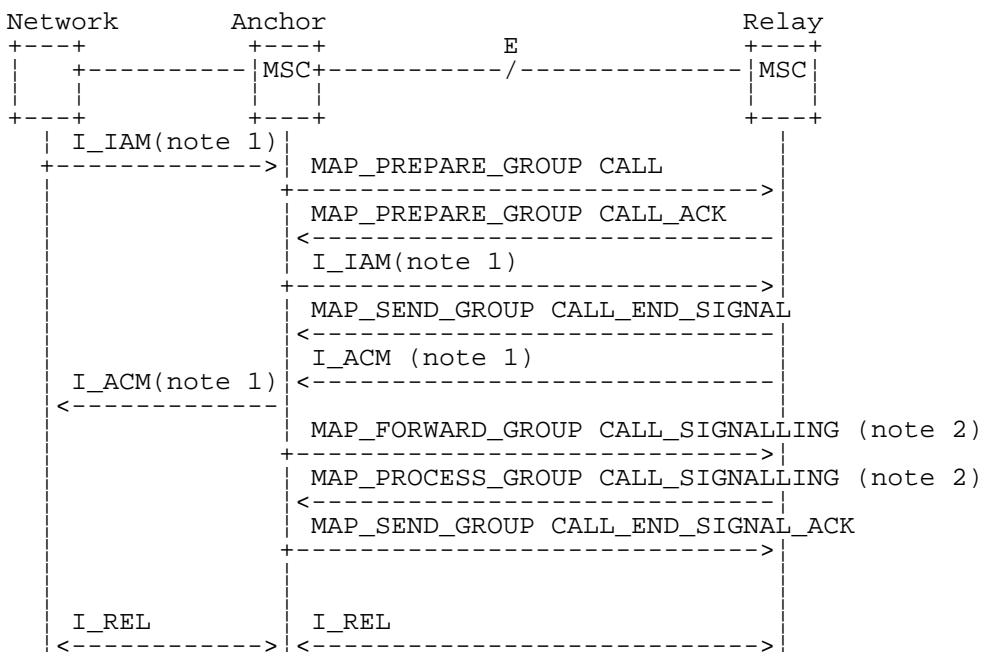 Network Anchor Relay
E
MSC MSC
I_IAM(note 1)
MAP_PREPARE_GROUP CALL
MAP_PREPARE_GROUP CALL_ACK
I_IAM(note 1)
MAP_SEND_GROUP CALL_END_SIGNAL
I_ACM (note 1)
I_ACM(note 1)
MAP_FORWARD_GROUP CALL_SIGNALLING (note 2)
MAP_PROCESS_GROUP CALL_SIGNALLING (note 2)
MAP_SEND_GROUP CALL_END_SIGNAL_ACK
I_REL I_REL